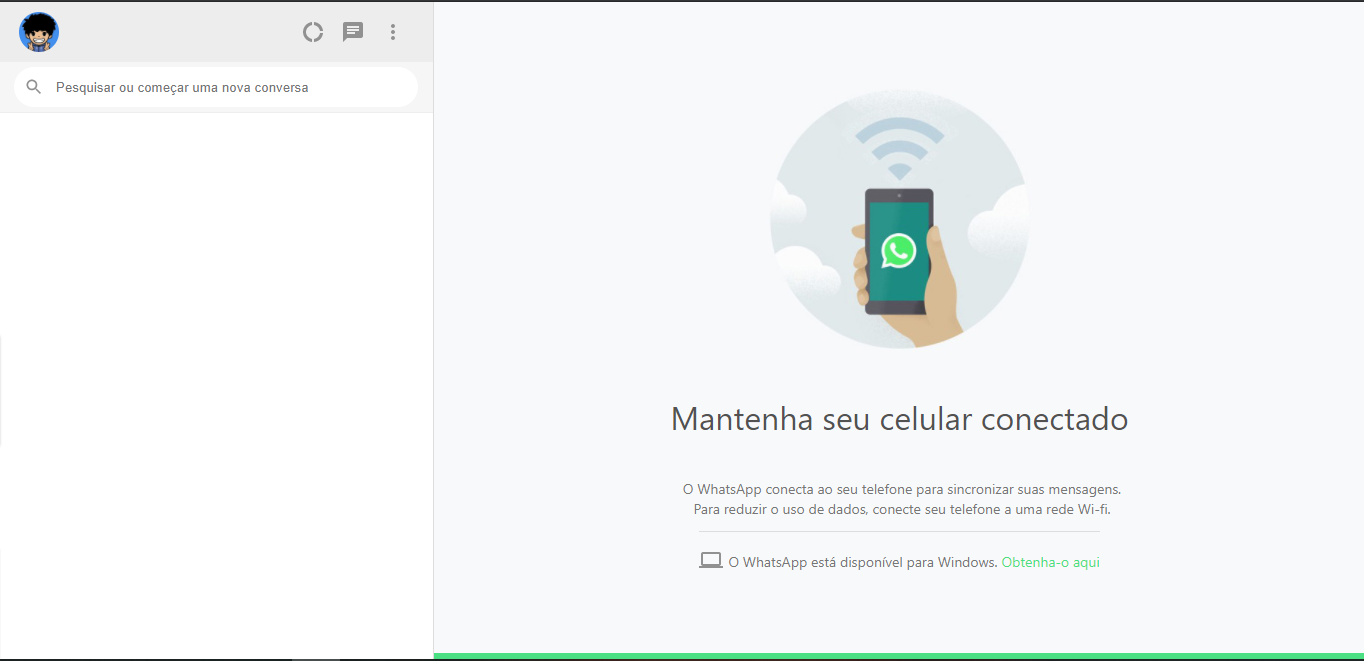 Pesquisar ou começar uma nova conversa
Mantenha seu celular conectado
O WhatsApp conecta ao seu telefone para sincronizar suas mensagens.
Para reduzir o uso de dados, conecte seu telefone a uma rede Wi-fi.
O WhatsApp está disponível para Windows. Obtenha-o aqui